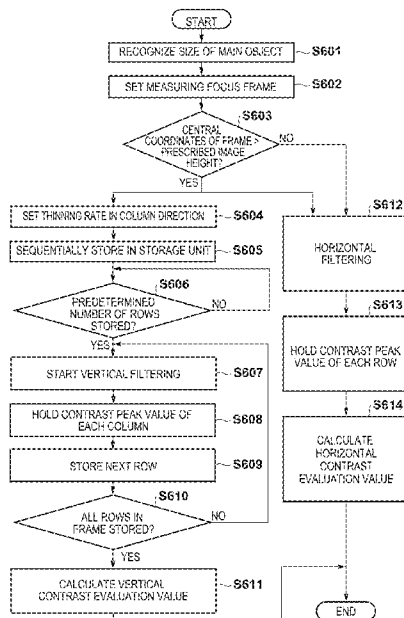 START
RECOGNIZE SIZE OF MAIN OBJECT
S601
SET MEASURING FOCUS FRAME
S602
S603
CENTRAL
COORDINATES OF FRAME >
PRESCRIBED IMAGE
HEIGHT?
NO
YES
SET THINNING RATE IN COLUMN DIRECTION
S604
SEQUENTIALLY STORE IN STORAGE UNIT
S605
S606
PREDETERMINED
NUMBER OF ROWS
STORED?
NO
YES
START VERTICAL FILTERING
S607
HOLD CONTRAST PEAK VALUE OF
EACH COLUMN
S608
STORE NEXT ROW
S609
S610
ALL ROWS IN
FRAME STORED?
NO
YES
CALCULATE VERTICAL
CONTRAST EVALUATION VALUE
S611
S612
HORIZONTAL
FILTERING
S613
HOLD CONTRAST PEAK
VALUE OF EACH ROW
S614
CALCULATE
HORIZONTAL
CONTRAST
EVALUATION VALUE
END